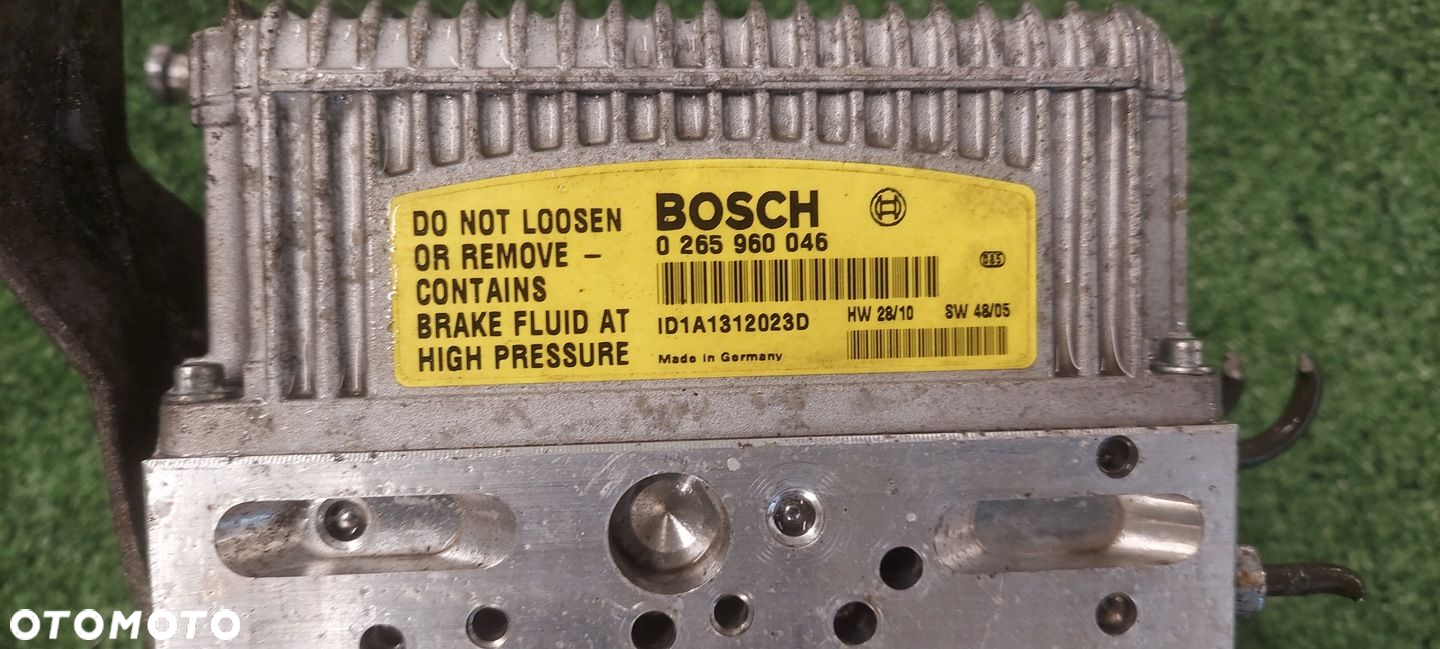 DO NOT LOOSEN
OR REMOVE –
CONTAINS
BRAKE FLUID AT
HIGH PRESSURE
BOSCH
0 265 960 046
ID1A1312023D
HW 28/10 SW 48/05
Made in Germany
OTOMOTO